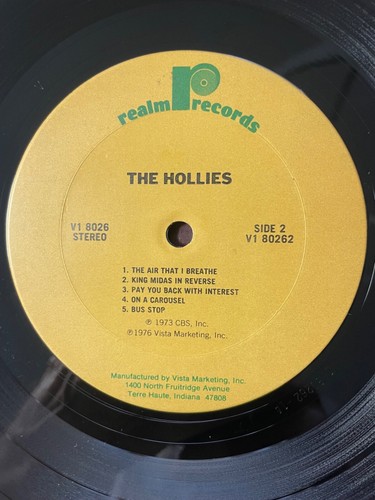 realm records
THE HOLLIES
V1 8026
STEREO
SIDE 2
V1 80262
1. THE AIR THAT I BREATHE
2. KING MIDAS IN REVERSE
3. PAY YOU BACK WITH INTEREST
4. ON A CAROUSEL
5. BUS STOP
℗ 1973 CBS, Inc.
℗1976 Vista Marketing, Inc.
Manufactured by Vista Marketing, Inc.
1400 North Fruitridge Avenue
Terre Haute, Indiana 47808